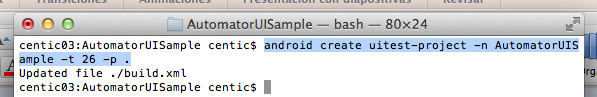 Animaciones Presentación con diapositivas Revisar
AutomatorUISample — bash — 80×24
centic03:AutomatorUISample centic$ android create uitest-project -n AutomatorUIS
ample -t 26 -p .
Updated file ./build.xml
centic03:AutomatorUISample centic$